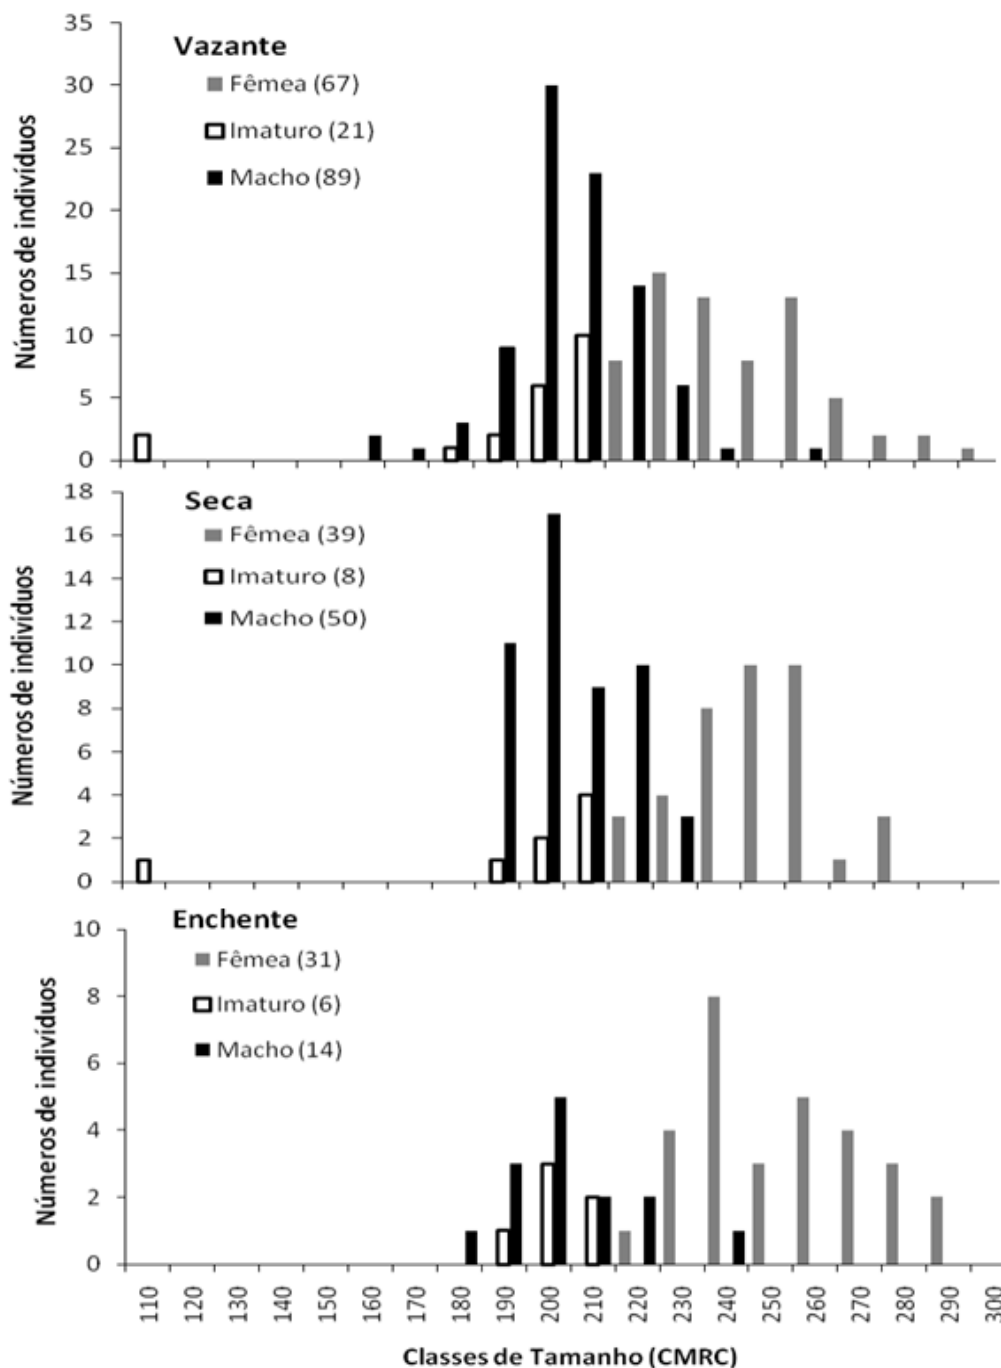 Vazante
Fêmea (67)
Imaturo (21)
Macho (89)
Números de indivíduos
35
30
25
20
15
10
5
0
Seca
Fêmea (39)
Imaturo (8)
Macho (50)
Números de indivíduos
18
16
14
12
10
8
6
4
2
0
Enchente
Fêmea (31)
Imaturo (6)
Macho (14)
Números de indivíduos
10
8
6
4
2
0
110 120 130 140 150 160 170 180 190 200 210 220 230 240 250 260 270 280 290 300
Classes de Tamanho (CMRC)